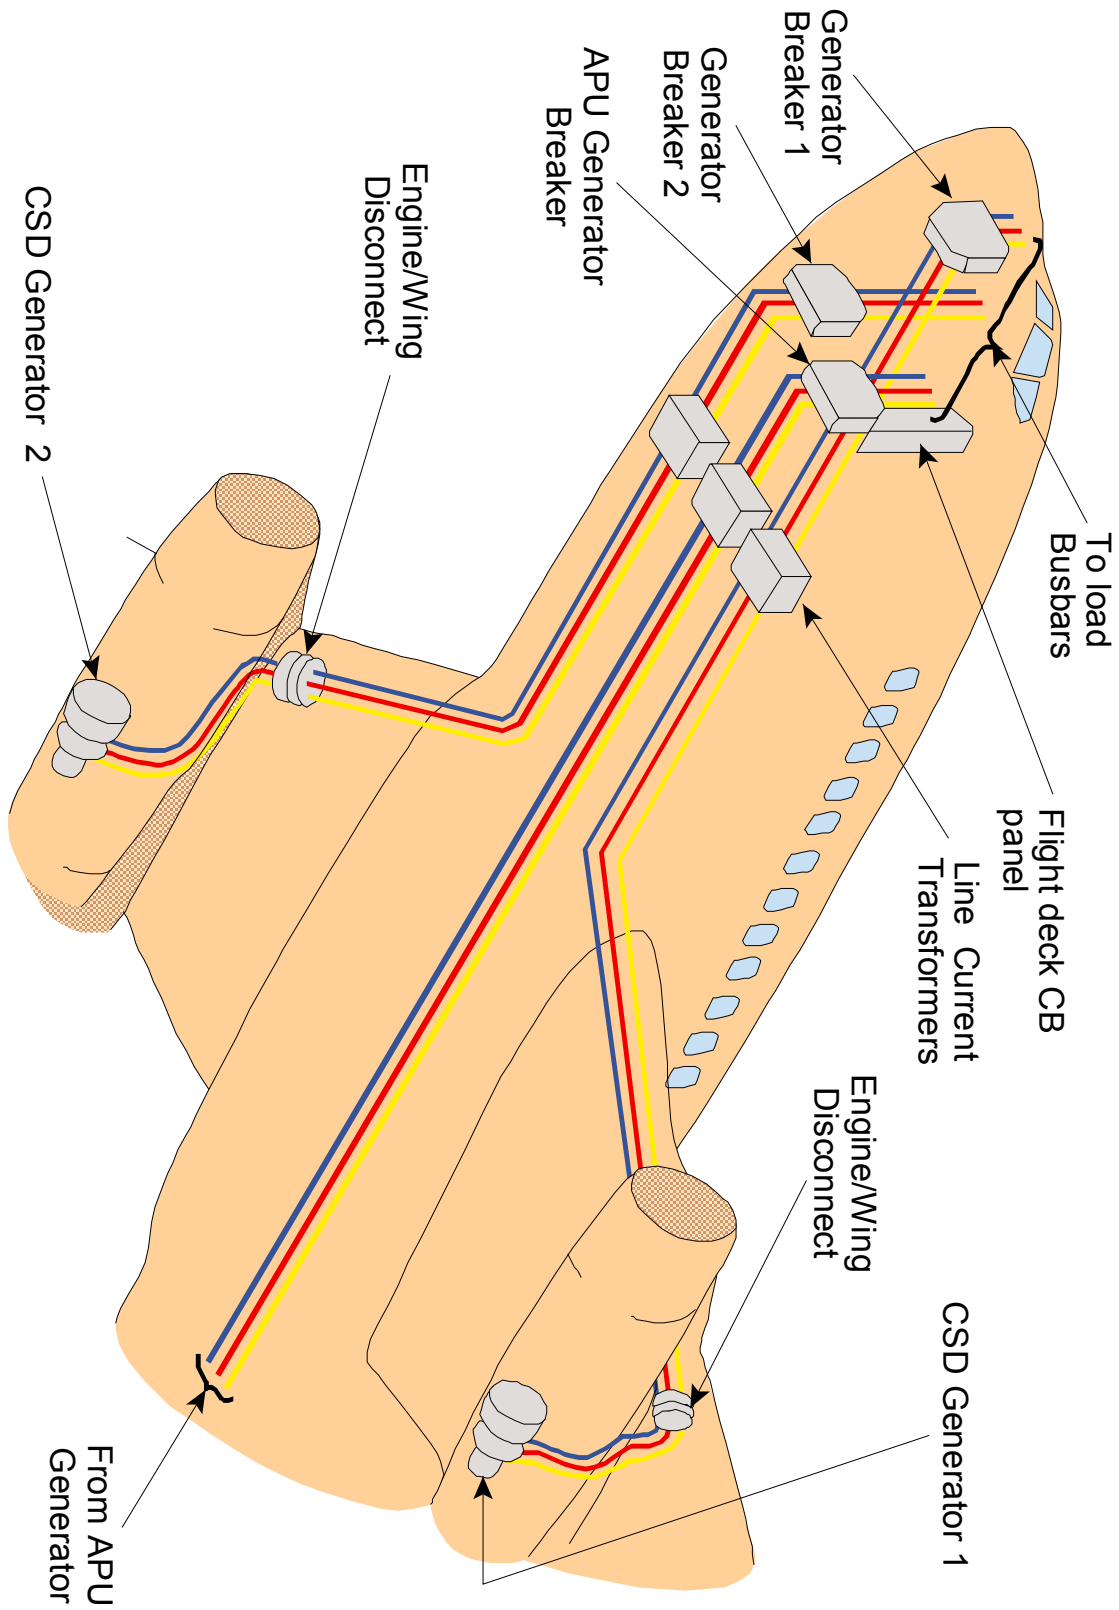 Generator
Breaker 1
Generator
Breaker 2
APU Generator
Breaker
Engine/Wing
Disconnect
CSD Generator 2
To load
Busbars
Flight deck CB
panel
Line Current
Transformers
Engine/Wing
Disconnect
CSD Generator 1
From APU
Generator